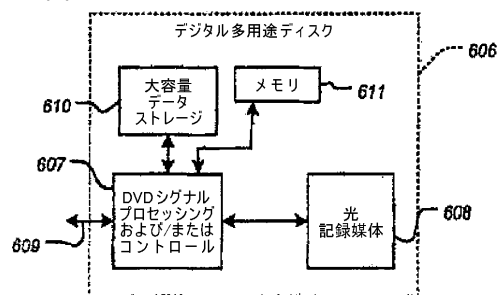 デジタル多用途ディスク
606
大容量
データ
ストレージ
610
メモリ
611
607
DVDシグナル
プロセッシング
および/または
コントロール
609
光
記録媒体
608